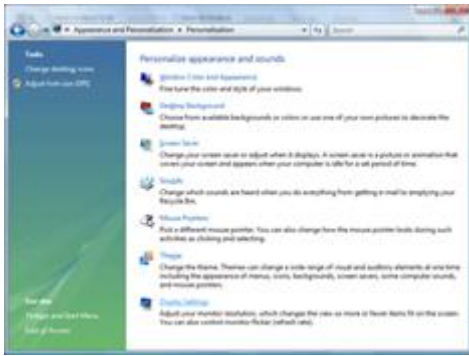 Appearance and Personalization ▸ Personalization
Tasks
Change desktop icons
Adjust font size (DPI)
See also
Taskbar and Start Menu
Ease of Access
Personalize appearance and sounds
Window Color and Appearance
Fine tune the color and style of your windows.
Desktop Background
Choose from available backgrounds or colors or use one of your own pictures to decorate the
desktop.
Screen Saver
Change your screen saver or adjust when it displays. A screen saver is a picture or animation that
covers your screen and appears when your computer is idle for a set period of time.
Sounds
Change which sounds are heard when you do everything from getting e-mail to emptying your
Recycle Bin.
Mouse Pointers
Pick a different mouse pointer. You can also change how the mouse pointer looks during such
activities as clicking and selecting.
Theme
Change the theme. Themes can change a wide range of visual and auditory elements at one time
including the appearance of menus, icons, backgrounds, screen savers, some computer sounds,
and mouse pointers.
Display Settings
Adjust your monitor resolution, which changes the view so more or fewer items fit on the screen.
You can also control monitor flicker (refresh rate).